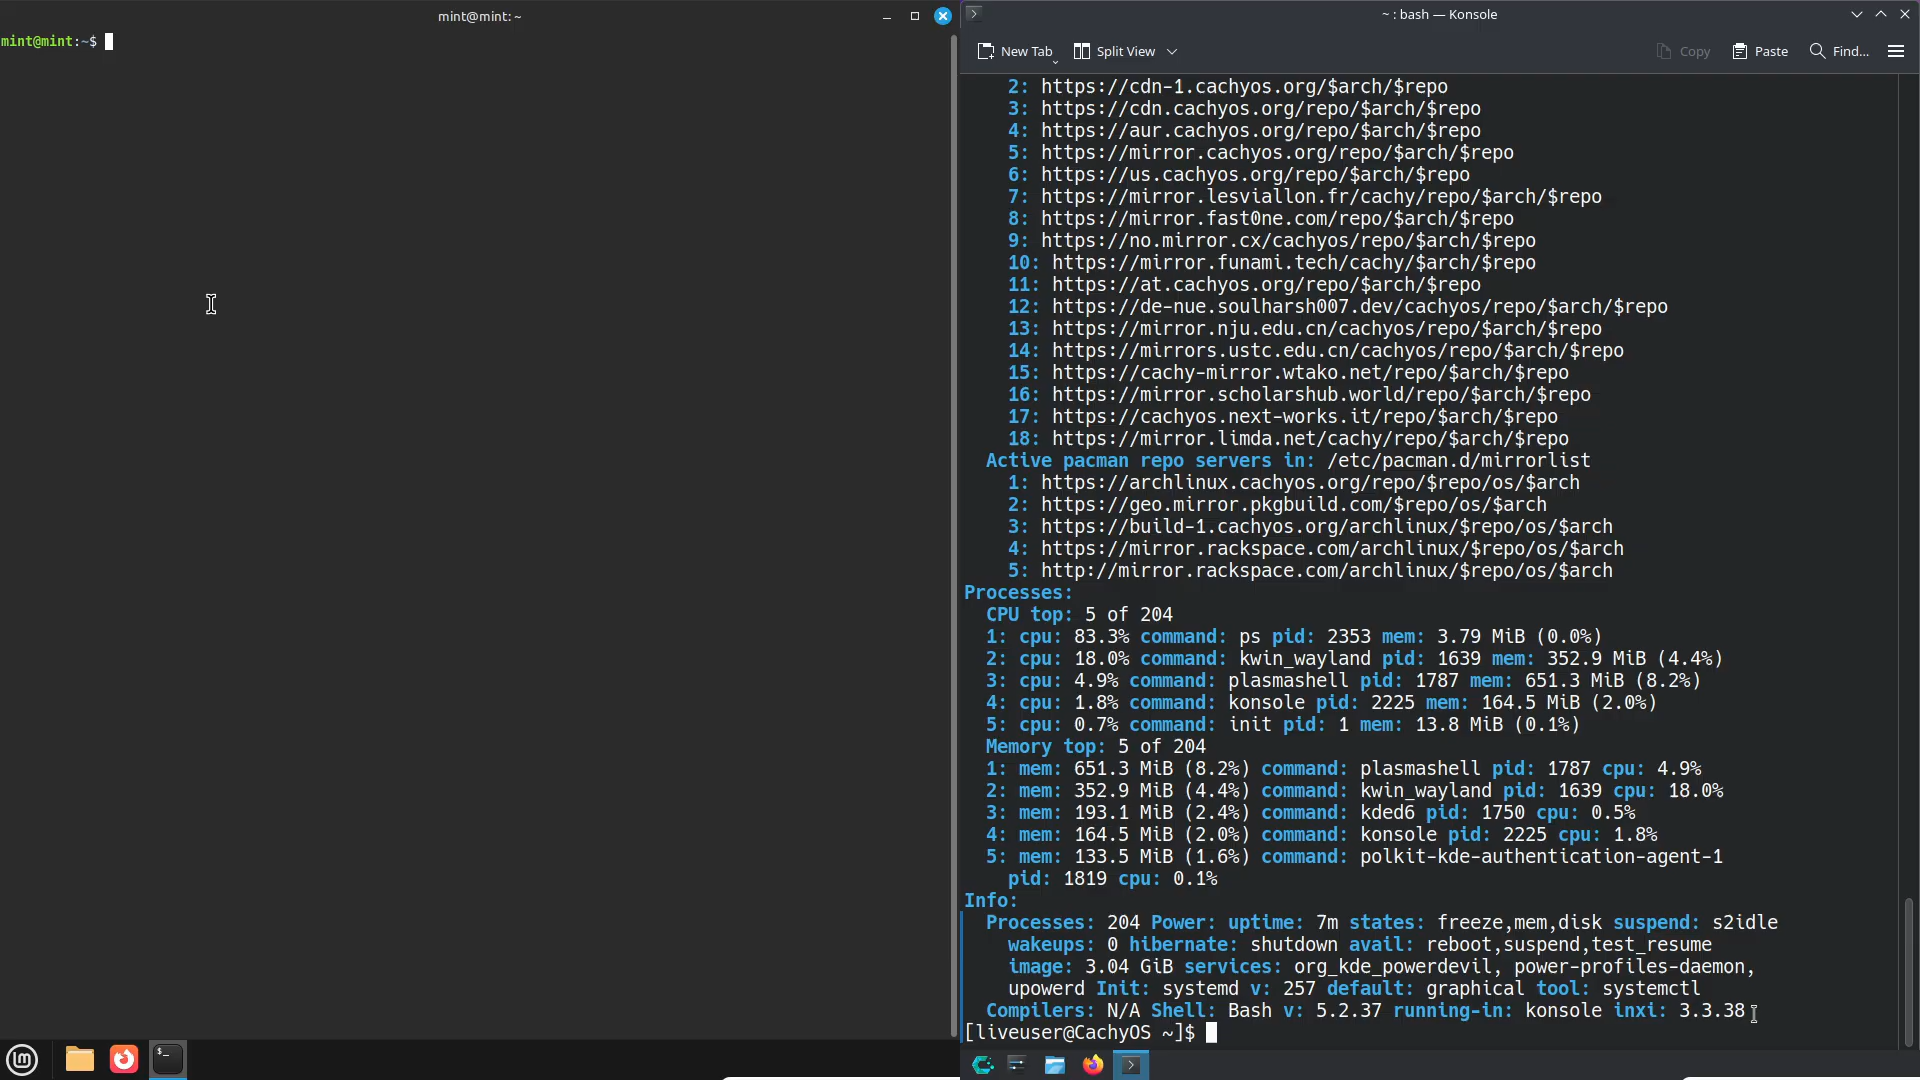 mint@mint: ~
mint@mint:~$
~ : bash — Konsole
New Tab
Split View
Copy
Paste
Find...
2: https://cdn-1.cachyos.org/$arch/$repo
3: https://cdn.cachyos.org/repo/$arch/$repo
4: https://aur.cachyos.org/repo/$arch/$repo
5: https://mirror.cachyos.org/repo/$arch/$repo
6: https://us.cachyos.org/repo/$arch/$repo
7: https://mirror.lesviallon.fr/cachy/repo/$arch/$repo
8: https://mirror.fast0ne.com/repo/$arch/$repo
9: https://no.mirror.cx/cachyos/repo/$arch/$repo
10: https://mirror.funami.tech/cachy/$arch/$repo
11: https://at.cachyos.org/repo/$arch/$repo
12: https://de-nue.soulharsh007.dev/cachyos/repo/$arch/$repo
13: https://mirror.nju.edu.cn/cachyos/repo/$arch/$repo
14: https://mirrors.ustc.edu.cn/cachyos/repo/$arch/$repo
15: https://cachy-mirror.wtako.net/repo/$arch/$repo
16: https://mirror.scholarshub.world/repo/$arch/$repo
17: https://cachyos.next-works.it/repo/$arch/$repo
18: https://mirror.limda.net/cachy/repo/$arch/$repo
Active pacman repo servers in: /etc/pacman.d/mirrorlist
1: https://archlinux.cachyos.org/repo/$repo/os/$arch
2: https://geo.mirror.pkgbuild.com/$repo/os/$arch
3: https://build-1.cachyos.org/archlinux/$repo/os/$arch
4: https://mirror.rackspace.com/archlinux/$repo/os/$arch
5: http://mirror.rackspace.com/archlinux/$repo/os/$arch
Processes:
CPU top: 5 of 204
1: cpu: 83.3% command: ps pid: 2353 mem: 3.79 MiB (0.0%)
2: cpu: 18.0% command: kwin_wayland pid: 1639 mem: 352.9 MiB (4.4%)
3: cpu: 4.9% command: plasmashell pid: 1787 mem: 651.3 MiB (8.2%)
4: cpu: 1.8% command: konsole pid: 2225 mem: 164.5 MiB (2.0%)
5: cpu: 0.7% command: init pid: 1 mem: 13.8 MiB (0.1%)
Memory top: 5 of 204
1: mem: 651.3 MiB (8.2%) command: plasmashell pid: 1787 cpu: 4.9%
2: mem: 352.9 MiB (4.4%) command: kwin_wayland pid: 1639 cpu: 18.0%
3: mem: 193.1 MiB (2.4%) command: kded6 pid: 1750 cpu: 0.5%
4: mem: 164.5 MiB (2.0%) command: konsole pid: 2225 cpu: 1.8%
5: mem: 133.5 MiB (1.6%) command: polkit-kde-authentication-agent-1
pid: 1819 cpu: 0.1%
Info:
Processes: 204 Power: uptime: 7m states: freeze,mem,disk suspend: s2idle
wakeups: 0 hibernate: shutdown avail: reboot,suspend,test_resume
image: 3.04 GiB services: org_kde_powerdevil, power-profiles-daemon,
upowerd Init: systemd v: 257 default: graphical tool: systemctl
Compilers: N/A Shell: Bash v: 5.2.37 running-in: konsole inxi: 3.3.38
[liveuser@CachyOS ~]$